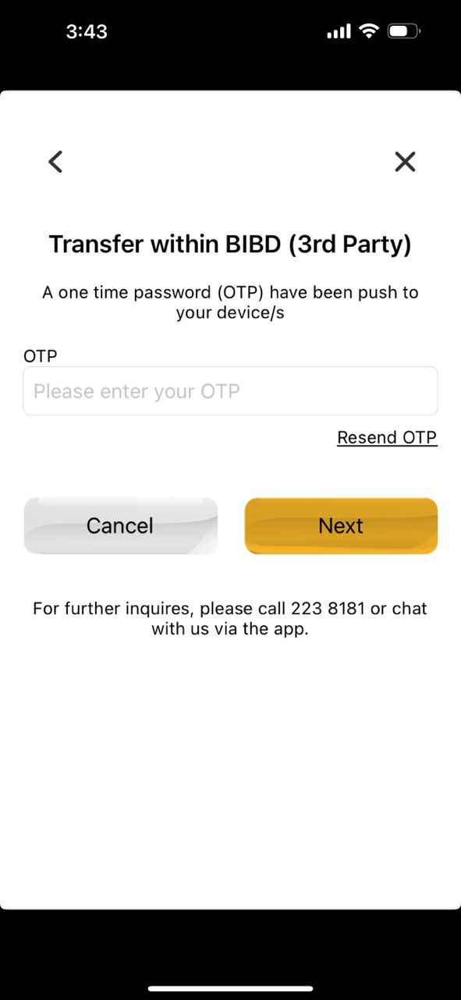 3:43
Transfer within BIBD (3rd Party)
A one time password (OTP) have been push to
your device/s
OTP
Please enter your OTP
Resend OTP
Cancel
Next
For further inquires, please call 223 8181 or chat
with us via the app.